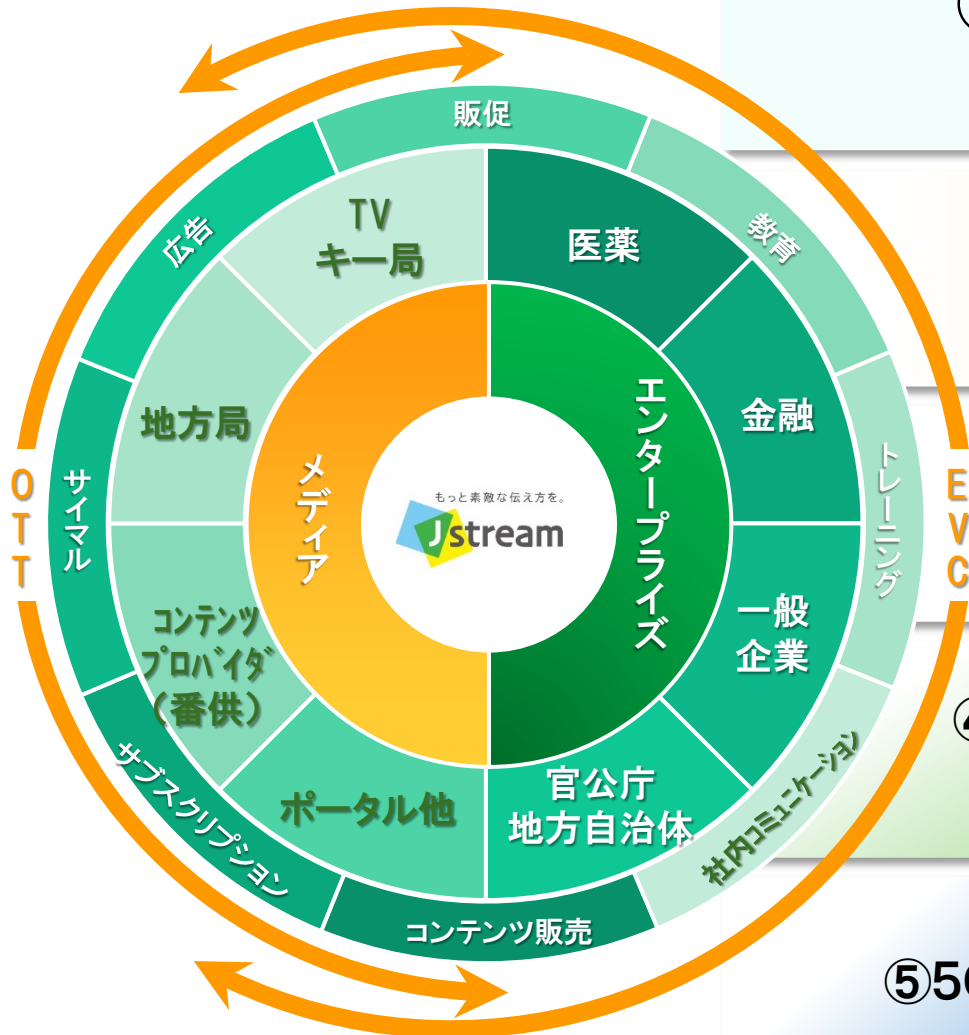 販促
広告
教育
TV
キー局
医薬
地方局
金融
サイマル
トレーニング
OTT
EVC
メディア
エンタープライズ
もっと素敵な伝え方を。
Jstream
コンテンツ
プロバイダ
（番供）
一般
企業
ポータル他
官公庁
地方自治体
サブスクリプション
社内コミュニケーション
コンテンツ販売
⑤5